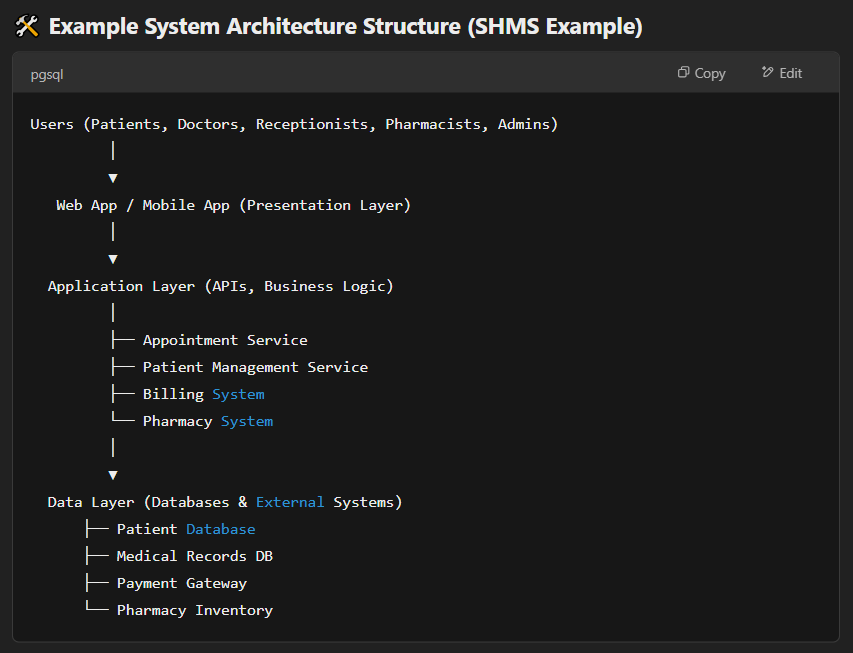 🛠️ Example System Architecture Structure (SHMS Example)
pgsql
Copy
Edit
Users (Patients, Doctors, Receptionists, Pharmacists, Admins)
│
▼
Web App / Mobile App (Presentation Layer)
│
▼
Application Layer (APIs, Business Logic)
│
├── Appointment Service
├── Patient Management Service
├── Billing System
└── Pharmacy System
│
▼
Data Layer (Databases & External Systems)
├── Patient Database
├── Medical Records DB
├── Payment Gateway
└── Pharmacy Inventory